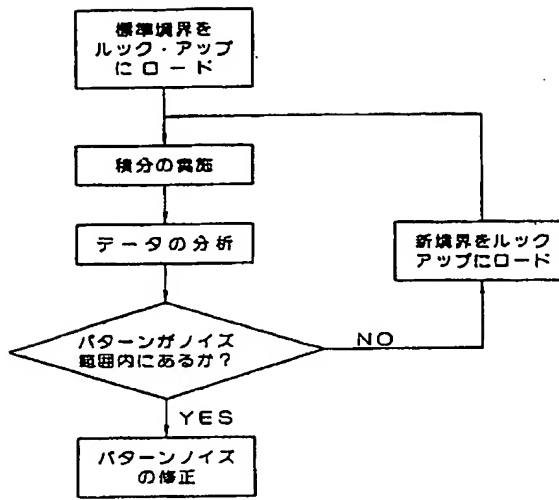 標準境界を
ルック・アップ
にロード
積分の実施
データの分析
新境界をルック
アップにロード
パターンがノイズ
範囲内にあるか？
NO
YES
パターンノイズ
の修正